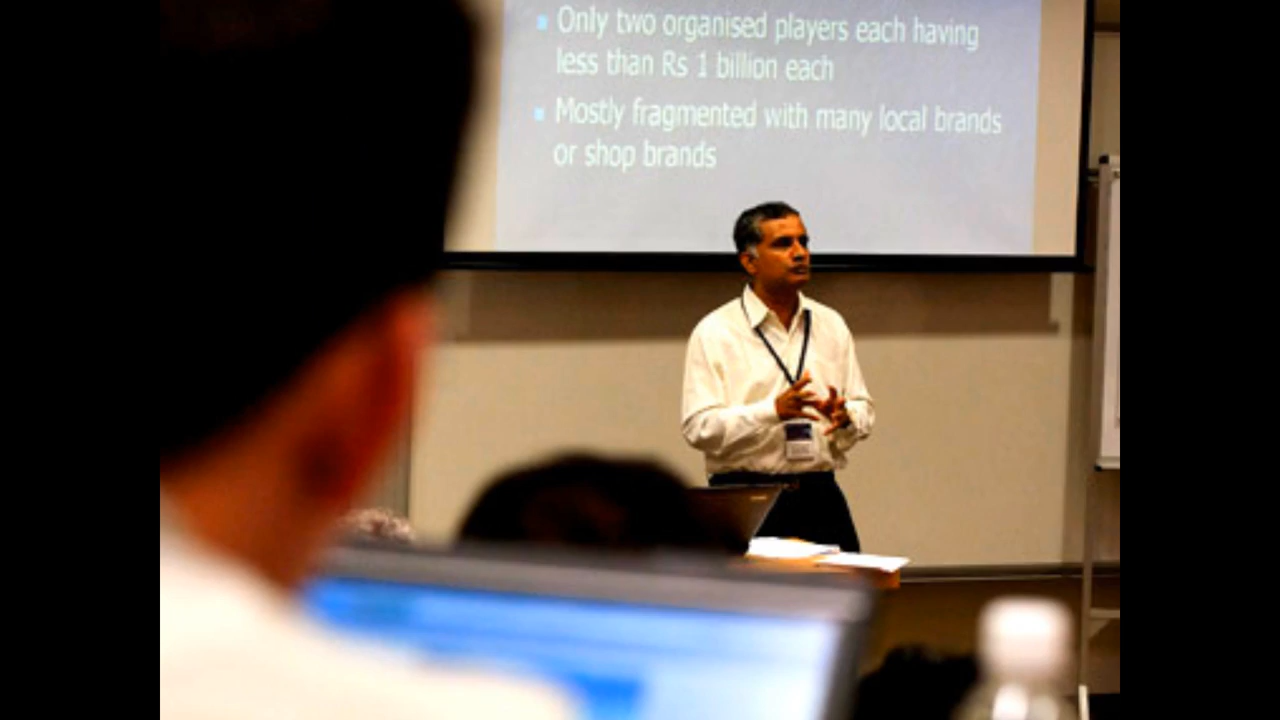 Only two organised players each having
less than Rs 1 billion each
Mostly fragmented with many local brands
or shop brands